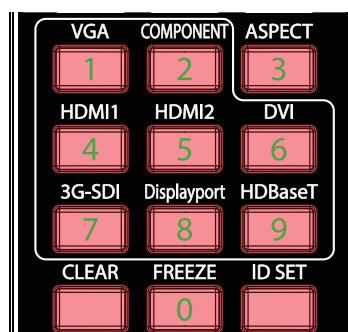 VGA COMPONENT ASPECT
1 2 3
HDMI1 HDMI2 DVI
4 5 6
3G-SDI Displayport HDBaseT
7 8 9
CLEAR FREEZE ID SET
0